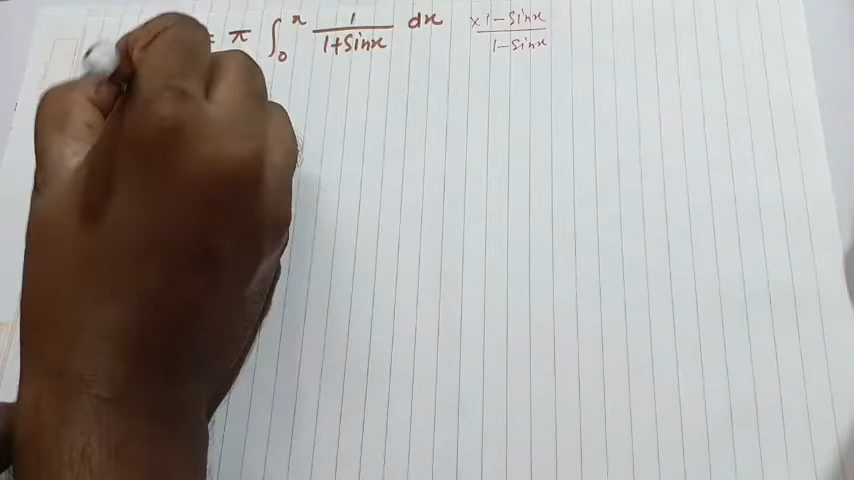 = π ∫₀^π 1/(1+Sinx) dx × (1-Sinx)/(1-Sinx)